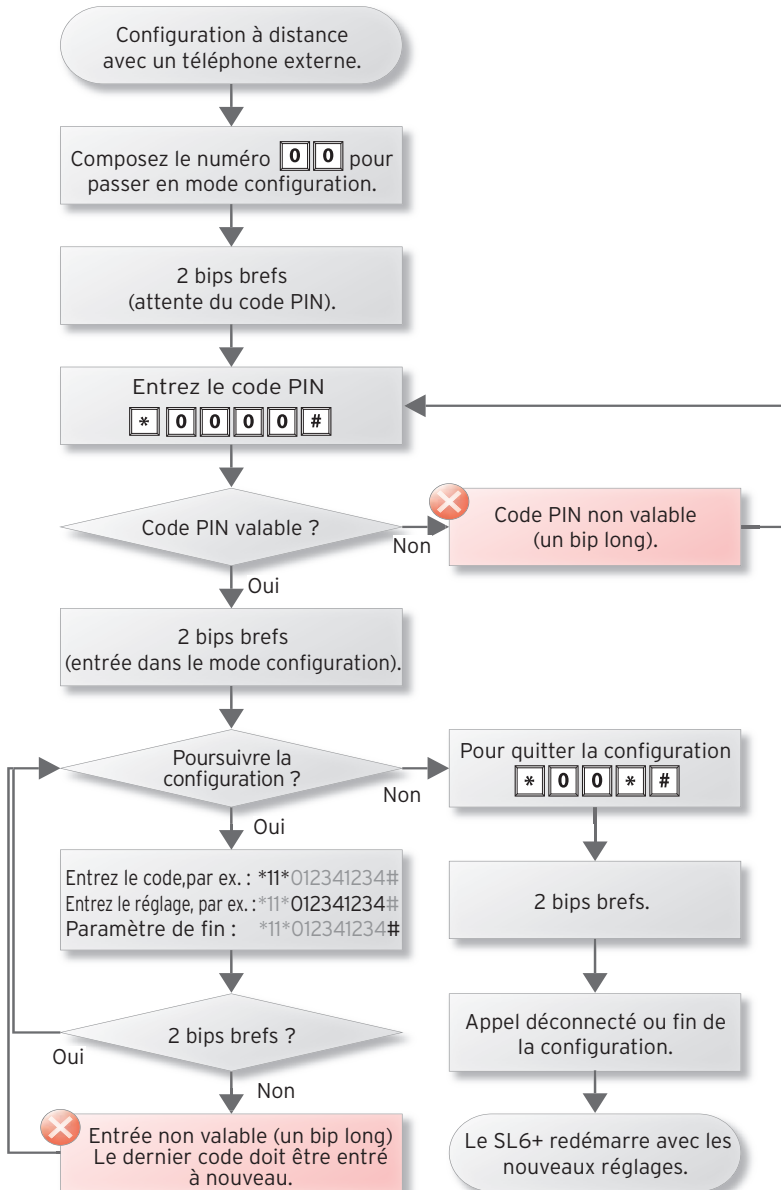 Configuration à distance
avec un téléphone externe.
Composez le numéro 0 0 pour
passer en mode configuration.
2 bips brefs
(attente du code PIN).
Entrez le code PIN
* 0 0 0 0 #
Code PIN valable ?
Non
Code PIN non valable
(un bip long).
Oui
2 bips brefs
(entrée dans le mode configuration).
Poursuivre la
configuration ?
Non
Pour quitter la configuration
* 0 0 * #
Oui
Entrez le code,par ex. : *11*012341234#
Entrez le réglage, par ex. : *11*012341234#
Paramètre de fin : *11*012341234#
2 bips brefs.
2 bips brefs ?
Oui
Non
Appel déconnecté ou fin de
la configuration.
Entrée non valable (un bip long)
Le dernier code doit être entré
à nouveau.
Le SL6+ redémarre avec les
nouveaux réglages.